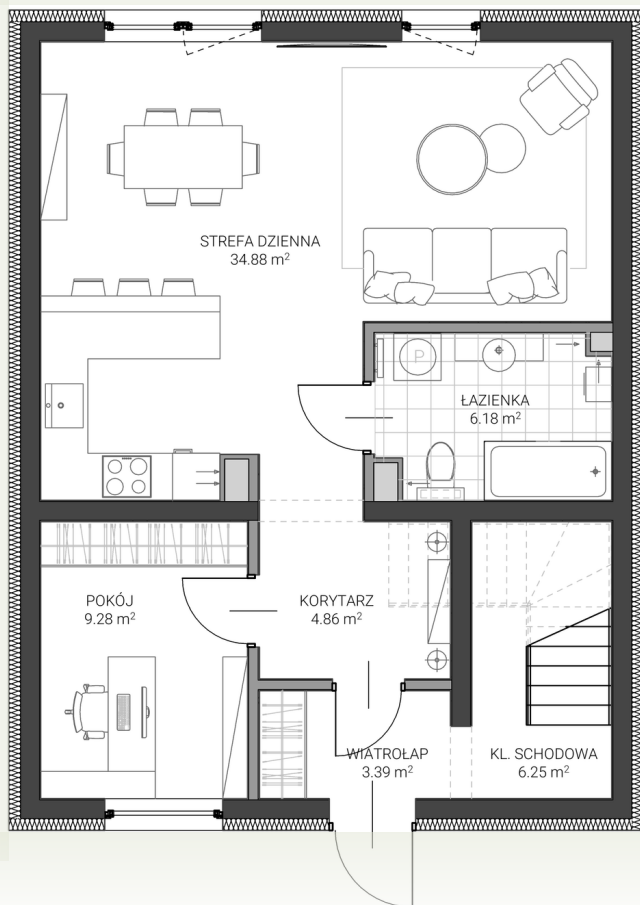 STREFA DZIENNA
34.88 m²
P
ŁAZIENKA
6.18 m²
POKÓJ
9.28 m²
KORYTARZ
4.86 m²
WIATROŁAP
3.39 m²
KL. SCHODOWA
6.25 m²